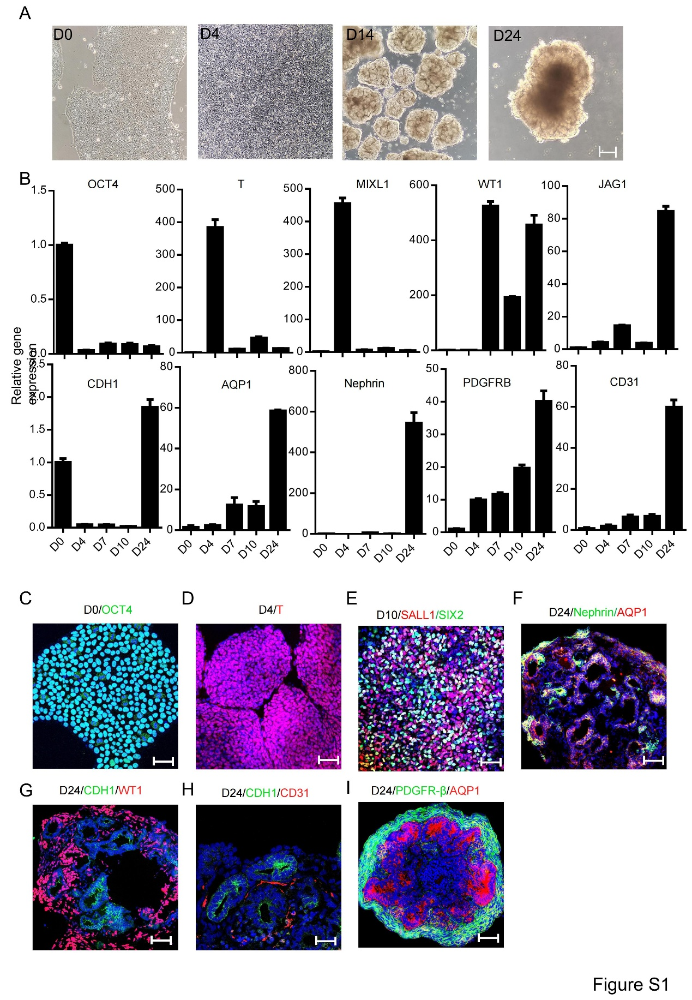 A
D0 D4 D14 D24
B
OCT4 T MIXL1 WT1 JAG1
1.5 500 500 600 100
400 400 80
1.0 400
300 300 60
0.5 200 200 200 40
100 100 20
0.0 0 0 0 0
Relative gene
expression
CDH1 AQP1 Nephrin PDGFRB CD31
2.5 80 800 50 80
2.0 60 600 40 60
1.5 30
1.0 40 400 20 40
0.5 20 200 10 20
0.0 0 0 0 0
D0 D4 D7 D10 D24 D0 D4 D7 D10 D24 D0 D4 D7 D10 D24 D0 D4 D7 D10 D24 D0 D4 D7 D10 D24
C D E F
D0/OCT4 D4/T D10/SALL1/SIX2 D24/Nephrin/AQP1
G H I
D24/CDH1/WT1 D24/CDH1/CD31 D24/PDGFR-β/AQP1
Figure S1